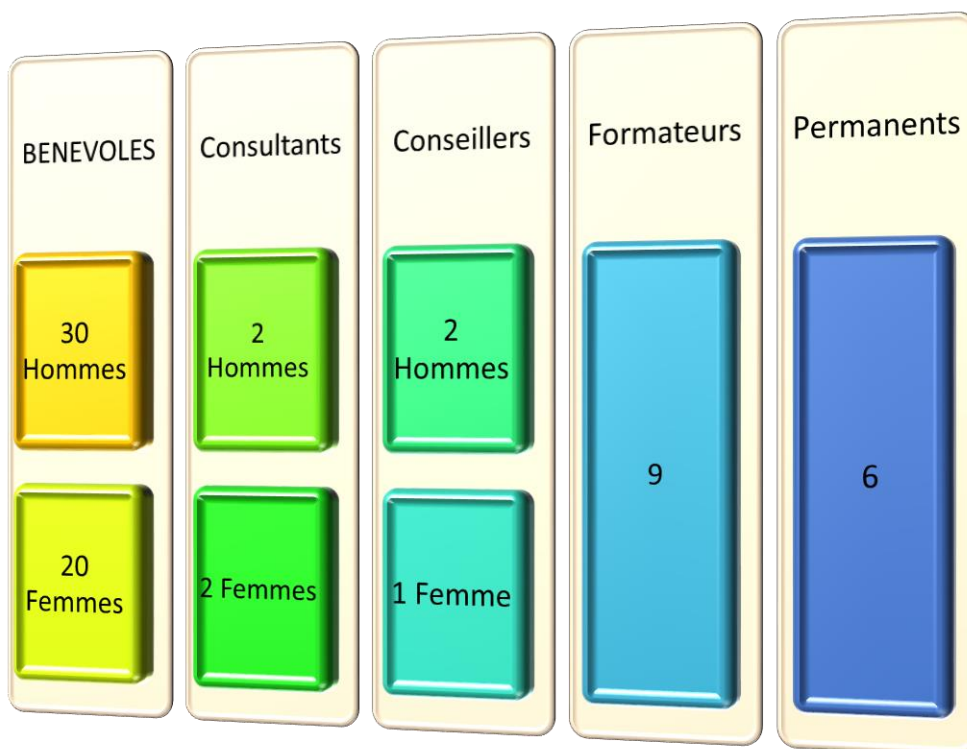 BENEVOLES
30
Hommes
20
Femmes
Consultants
2
Hommes
2 Femmes
Conseillers
2
Hommes
1 Femme
Formateurs
9
Permanents
6